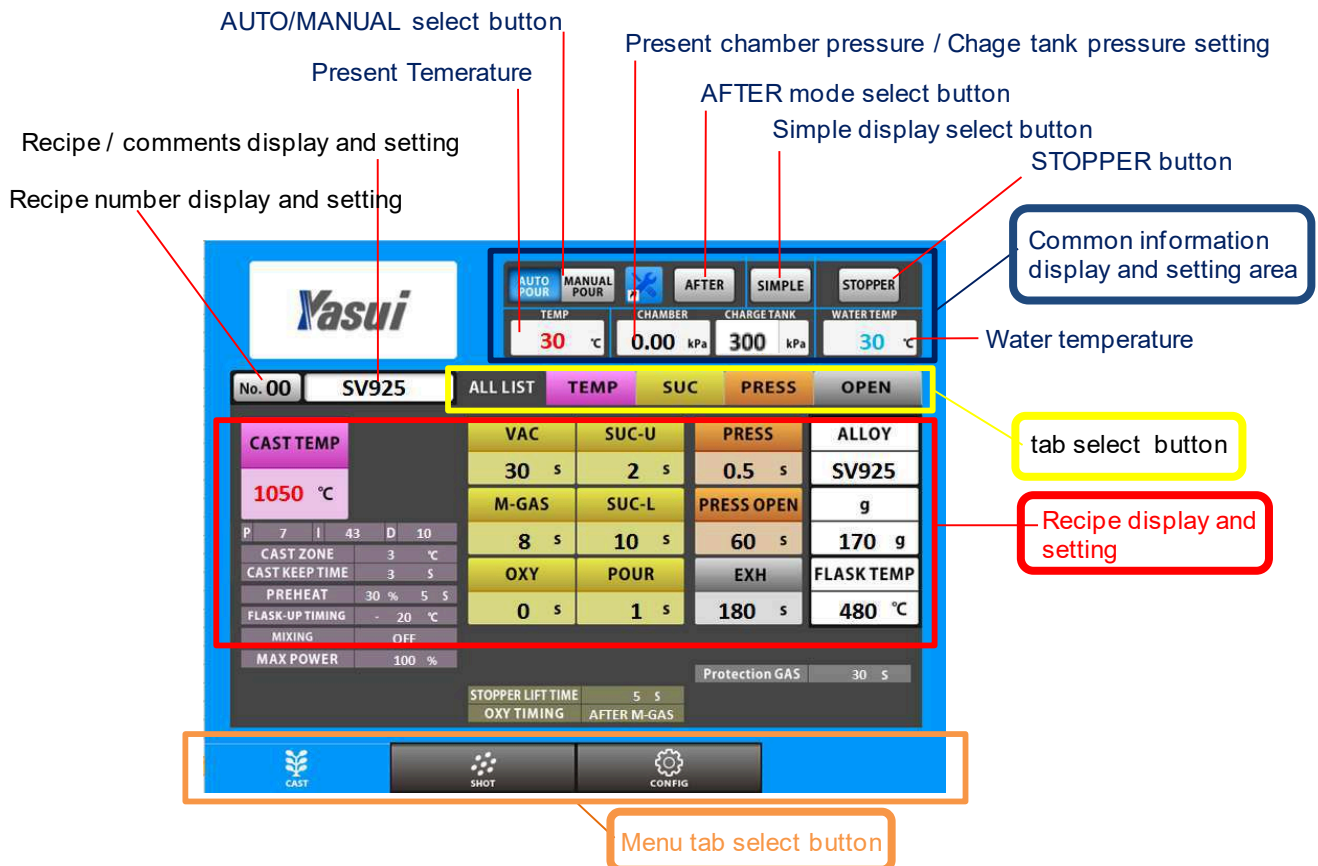 AUTO/MANUAL select button
Present chamber pressure / Chage tank pressure setting
Present Temerature
AFTER mode select button
Simple display select button
Recipe / comments display and setting
STOPPER button
Recipe number display and setting
Common information
display and setting area
Yasui
AUTO POUR MANUAL POUR AFTER SIMPLE STOPPER
TEMP CHAMBER CHARGE TANK WATER TEMP
30 ℃ 0.00 kPa 300 kPa 30 ℃
Water temperature
No. 00 SV925 ALL LIST TEMP SUC PRESS OPEN
tab select button
CAST TEMP VAC SUC-U PRESS ALLOY
30 s 2 s 0.5 s SV925
1050 ℃
M-GAS SUC-L PRESS OPEN g
Recipe display and
setting
P 7 I 43 D 10
8 s 10 s 60 s 170 g
CAST ZONE 3 ℃
CAST KEEP TIME 3 S
OXY POUR EXH FLASK TEMP
PREHEAT 30 % 5 S
0 s 1 s 180 s 480 ℃
FLASK-UP TIMING - 20 ℃
MIXING OFF
MAX POWER 100 %
Protection GAS 30 S
STOPPER LIFT TIME 5 S
OXY TIMING AFTER M-GAS
CAST SHOT CONFIG
Menu tab select button